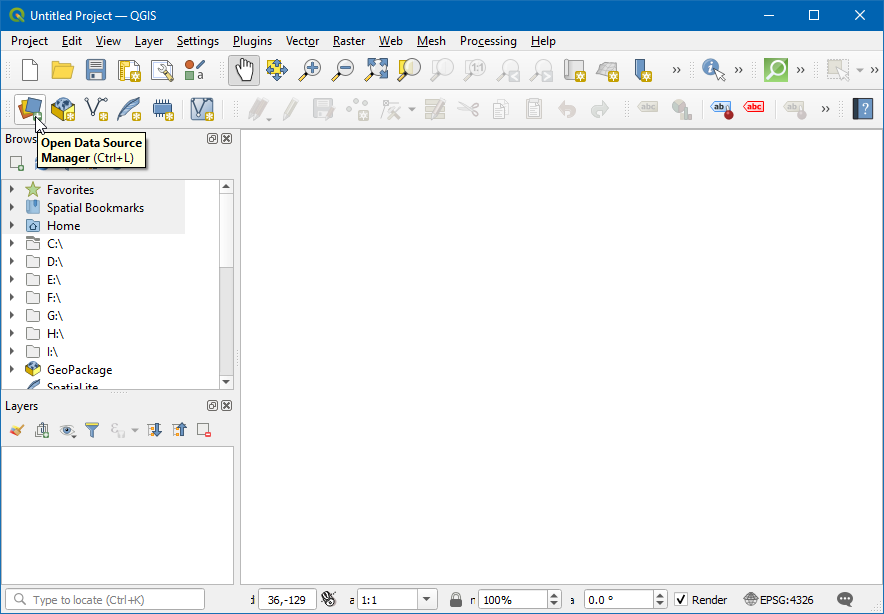 Untitled Project — QGIS
Project Edit View Layer Settings Plugins Vector Raster Web Mesh Processing Help
Open Data Source
Manager (Ctrl+L)
Favorites
Spatial Bookmarks
Home
C:\
D:\
E:\
F:\
G:\
H:\
I:\
GeoPackage
SpatiaLite
Layers
Type to locate (Ctrl+K)
36,-129
1:1
100%
0.0 °
Render
EPSG:4326